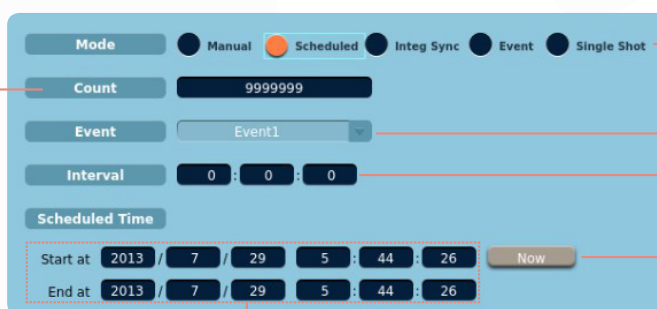 Mode Manual Scheduled Integ Sync Event Single Shot
Count 9999999
Event Event1
Interval 0 : 0 : 0
Scheduled Time
Start at 2013 / 7 / 29 5 : 44 : 26 Now
End at 2013 / 7 / 29 5 : 44 : 26